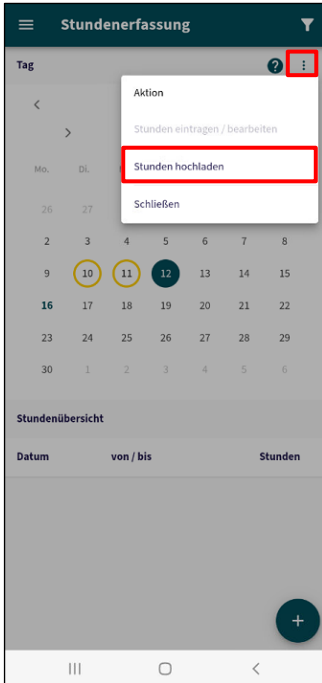 Stundenerfassung
Tag
Aktion
Stunden eintragen / bearbeiten
Stunden hochladen
Schließen
Mo. Di.
26 27
2 3 4 5 6 7 8
9 10 11 12 13 14 15
16 17 18 19 20 21 22
23 24 25 26 27 28 29
30 1 2 3 4 5 6
Stundenübersicht
Datum von / bis Stunden